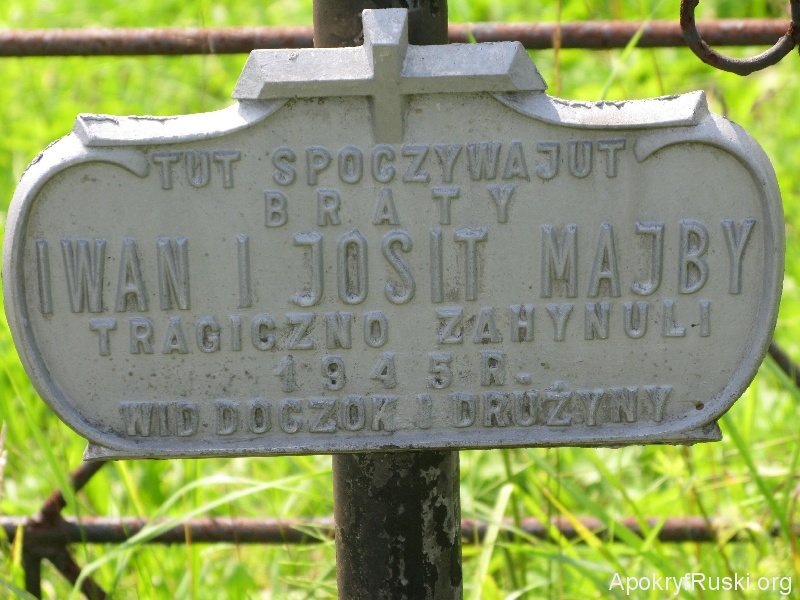 TUT SPOCZYWAJUT
BRATY
IWAN I JOSIT MAJBY
TRAGICZNO ZAHYNULI
1945 R.
WID DOCZOK I DRUŻYNY
ApokryfRuski.org